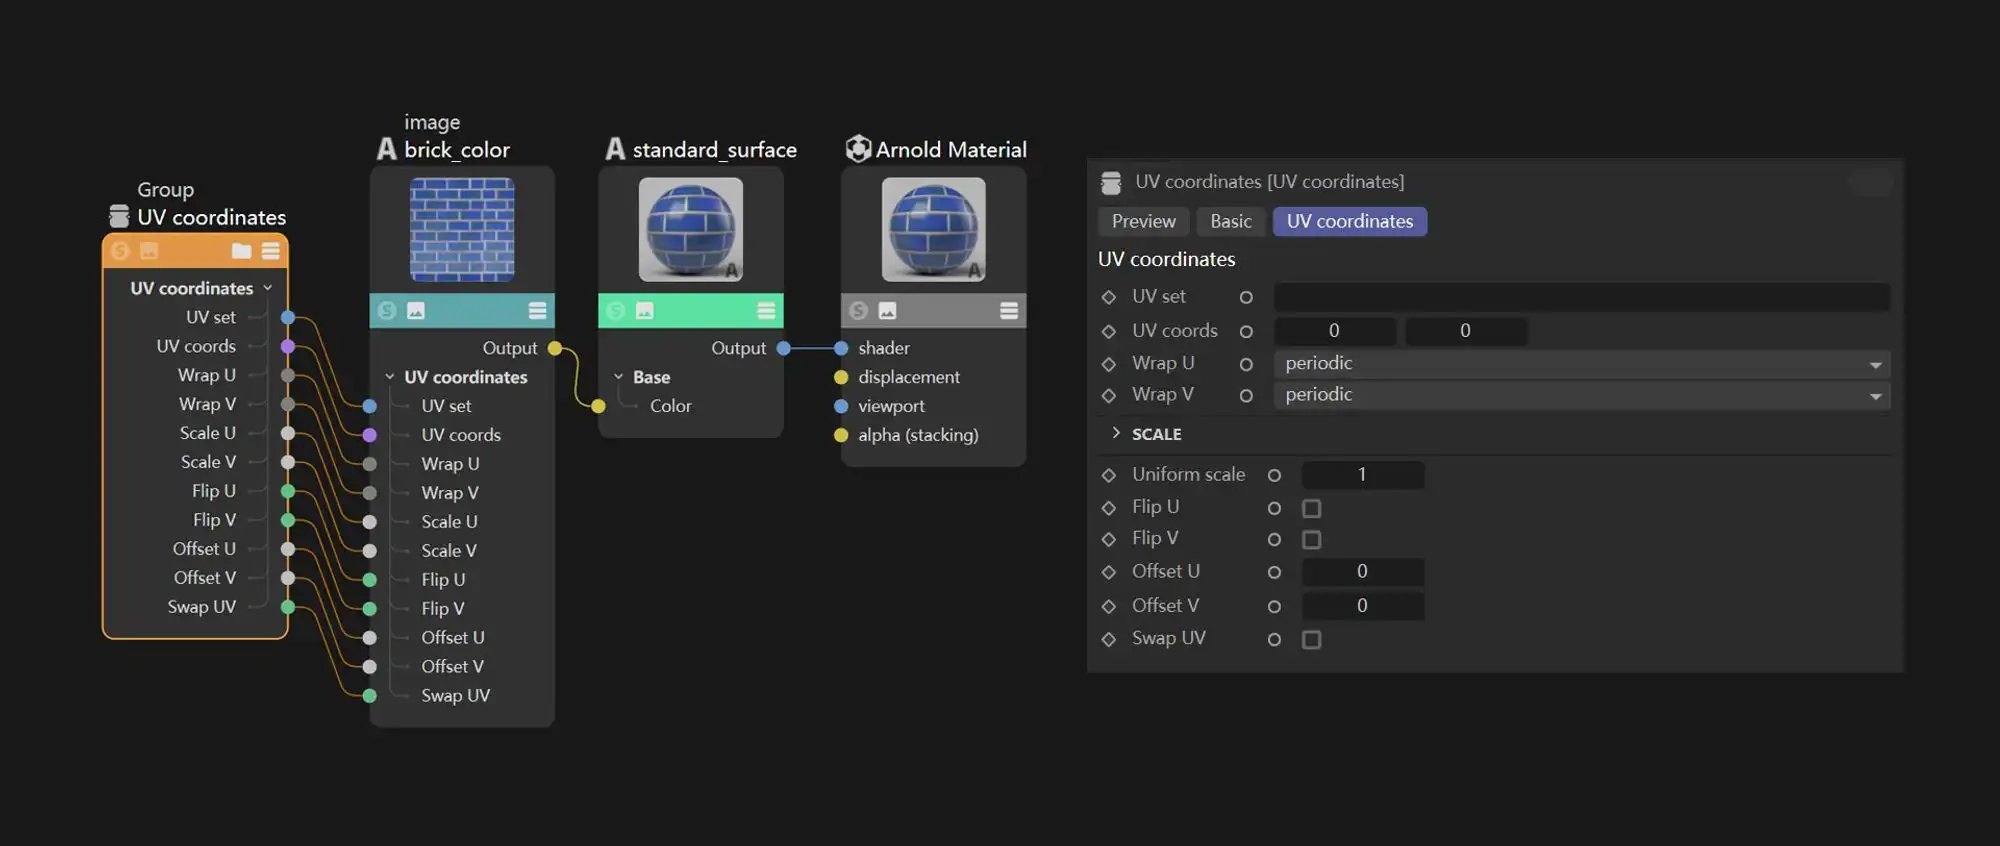 Group
UV coordinates
UV coordinates
UV set
UV coords
Wrap U
Wrap V
Scale U
Scale V
Flip U
Flip V
Offset U
Offset V
Swap UV
image
A brick_color
S
Output
UV coordinates
UV set
UV coords
Wrap U
Wrap V
Scale U
Scale V
Flip U
Flip V
Offset U
Offset V
Swap UV
A standard_surface
A
S
Output
Base
Color
Arnold Material
A
S
shader
displacement
viewport
alpha (stacking)
UV coordinates [UV coordinates]
Preview Basic UV coordinates
UV coordinates
UV set
UV coords 0 0
Wrap U periodic
Wrap V periodic
SCALE
Uniform scale 1
Flip U
Flip V
Offset U 0
Offset V 0
Swap UV